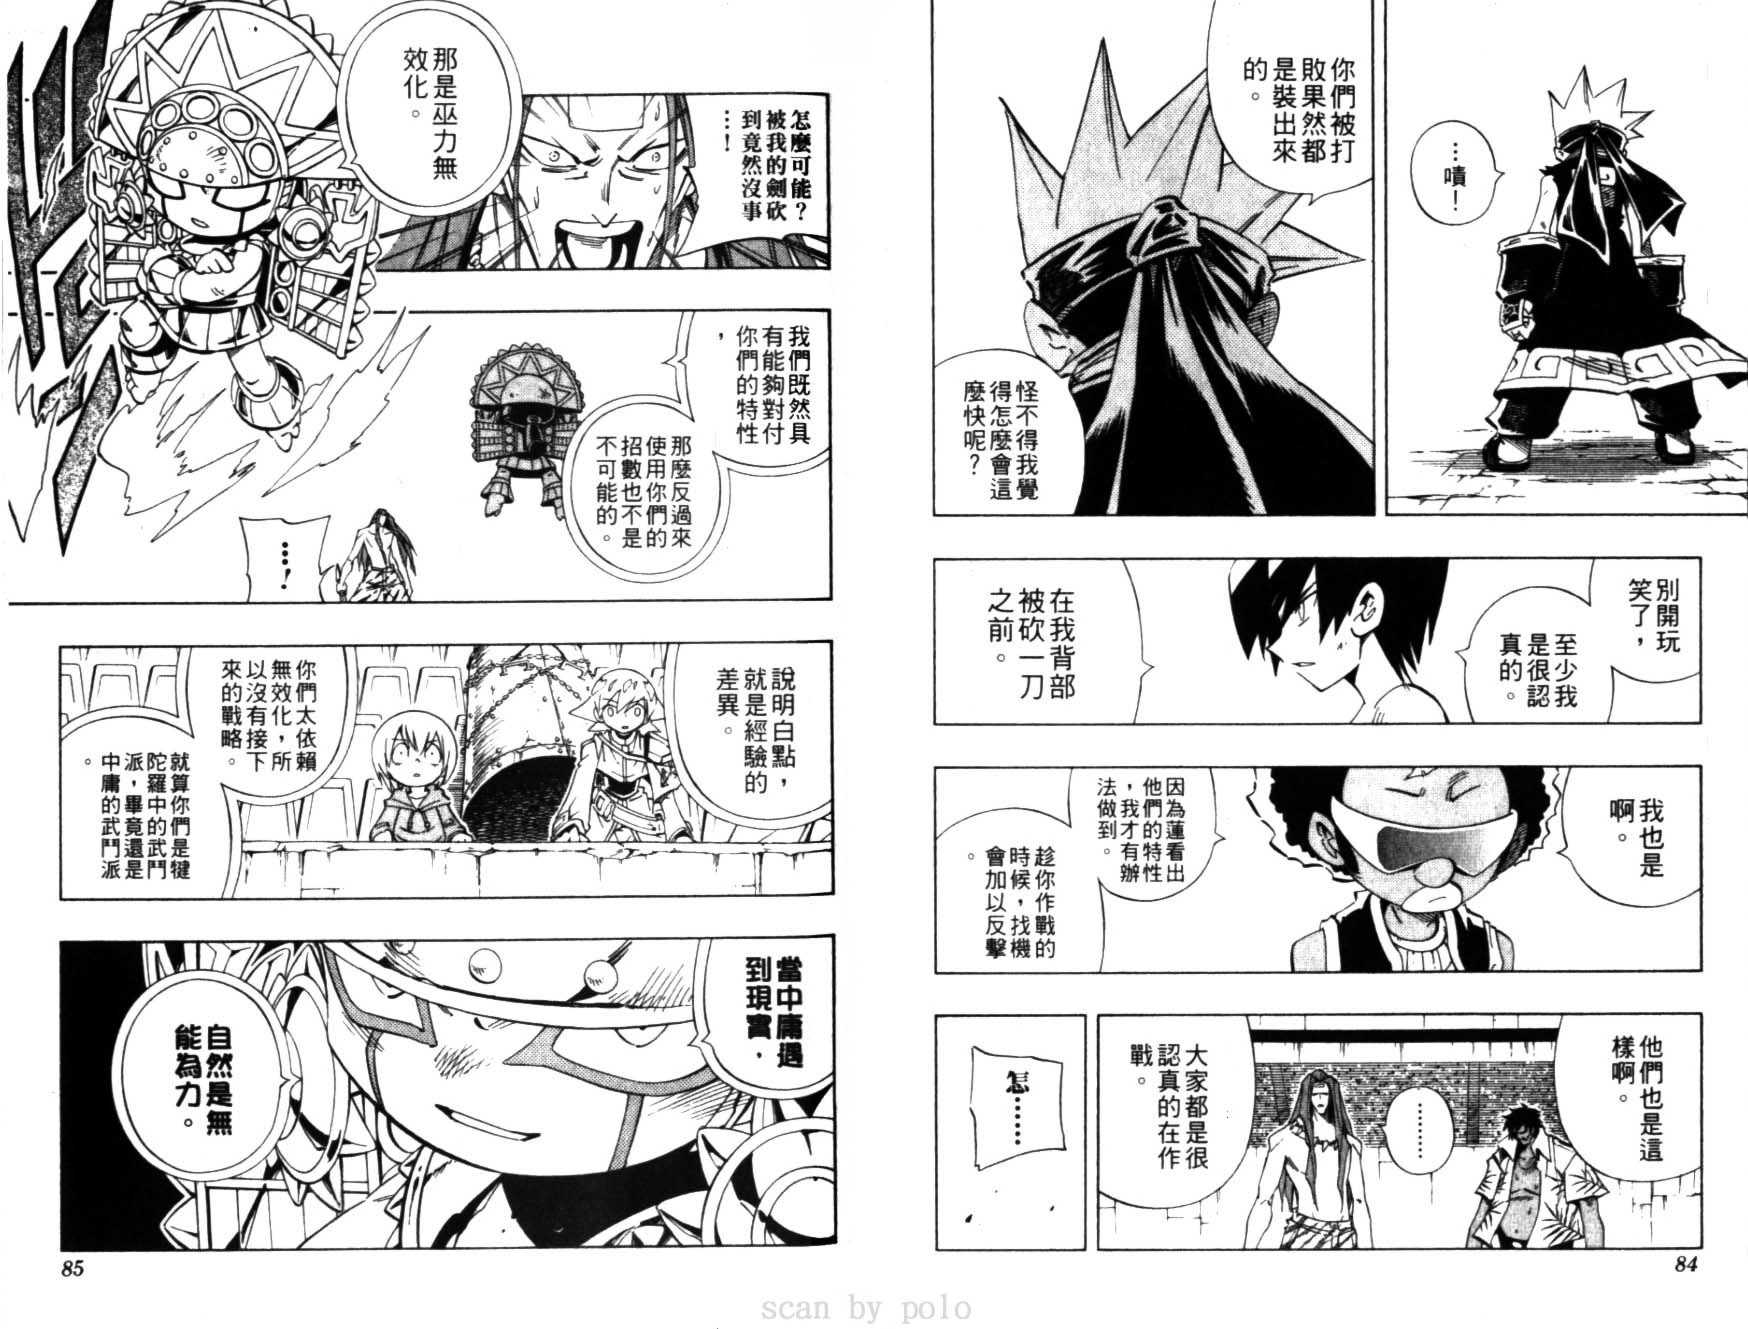 …嘖！
你們被打
敗果然都
是裝出來
的。
怪不得我覺
得怎麼會這
麼快呢？
別開玩
笑了，
至少我
是很認
真的。
在我背部
被砍一刀
之前。
我也是
啊。
因為蓮看出
他們的特性
，我才有辦
法做到。
趁你作戰的
時候，找機
會加以反擊
。
他們也是這
樣啊。
………
大家都是很
認真的在作
戰。
怎……
84
怎麼可能？
被我的劍砍
到竟然沒事
…！
那是巫力無
效化。
我們既然具
有能夠對付
你們的特性
，
那麼反過來
使用你們的
招數也不是
不可能的。
…！
說明白點，
就是經驗的
差異。
你們太依賴
無效化，所
以沒有接下
來的戰略。
就算你們是犍
陀羅中的武鬥
派，畢竟還是
中庸的武鬥派
。
當中庸遇
到現實，
自然是無
能為力。
85
scan by polo